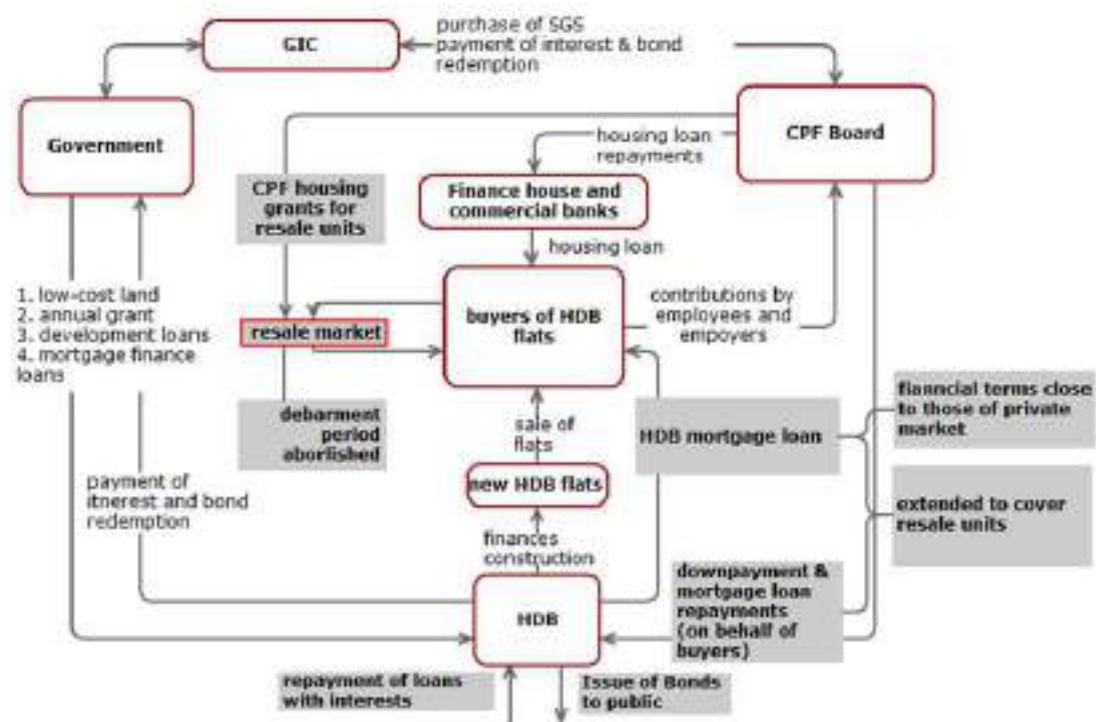 purchase of SGS
payment of interest & bond
redemption
GIC
Government
CPF Board
housing loan
repayments
CPF housing
grants for
resale units
Finance house and
commercial banks
housing loan
1. low-cost land
2. annual grant
3. development loans
4. mortgage finance
loans
resale market
buyers of HDB
flats
contributions by
employees and
empoyers
debarment
period
aborlished
sale of
flats
HDB mortgage loan
fianncial terms close
to those of private
market
payment of
itnerest and bond
redemption
new HDB flats
extended to cover
resale units
finances
construction
HDB
downpayment &
mortgage loan
repayments
(on behalf of
buyers)
repayment of loans
with interests
Issue of Bonds
to public